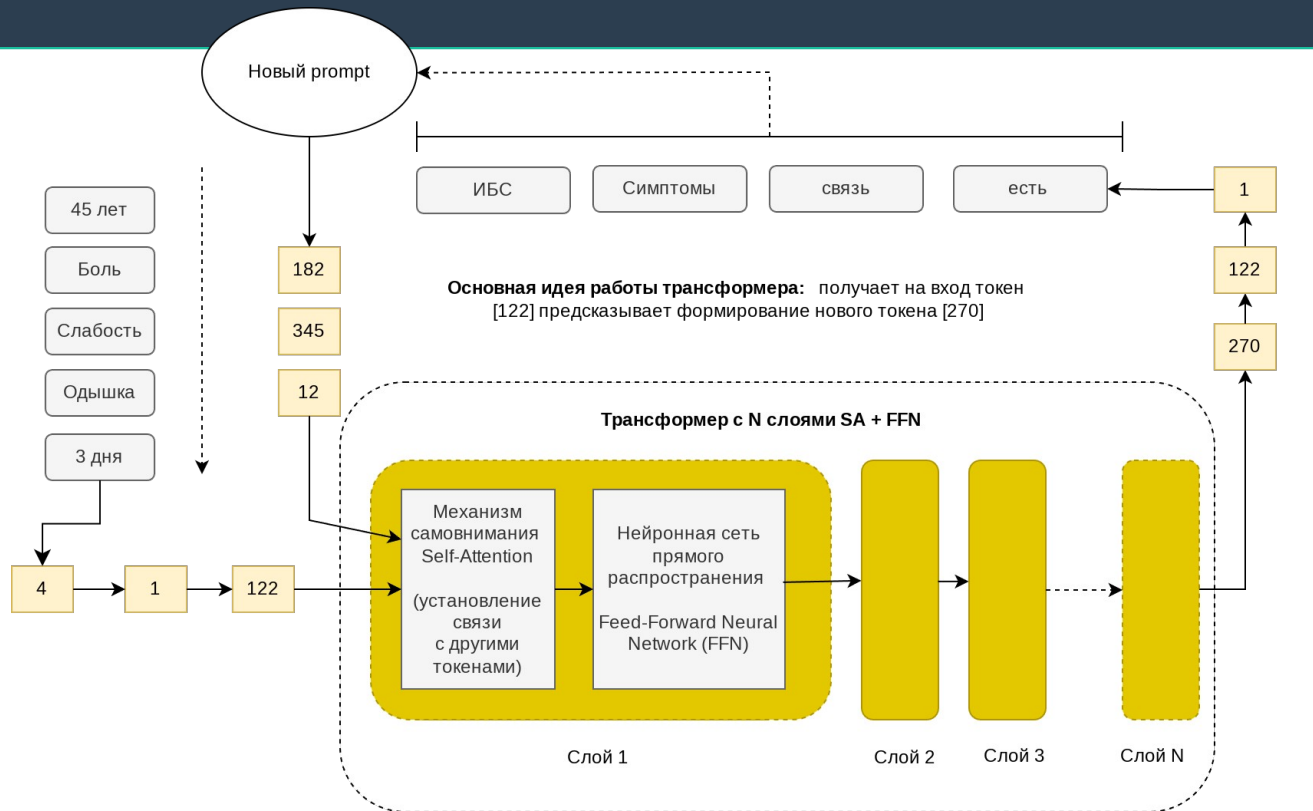 Новый prompt
ИБС
Симптомы
связь
есть
1
45 лет
Боль
Слабость
Одышка
3 дня
182
345
12
122
270
Основная идея работы трансформера: получает на вход токен
[122] предсказывает формирование нового токена [270]
Трансформер с N слоями SA + FFN
4
1
122
Механизм
самовнимания
Self-Attention
(установление
связи
с другими
токенами)
Нейронная сеть
прямого
распространения
Feed-Forward Neural
Network (FFN)
Слой 1
Слой 2
Слой 3
Слой N